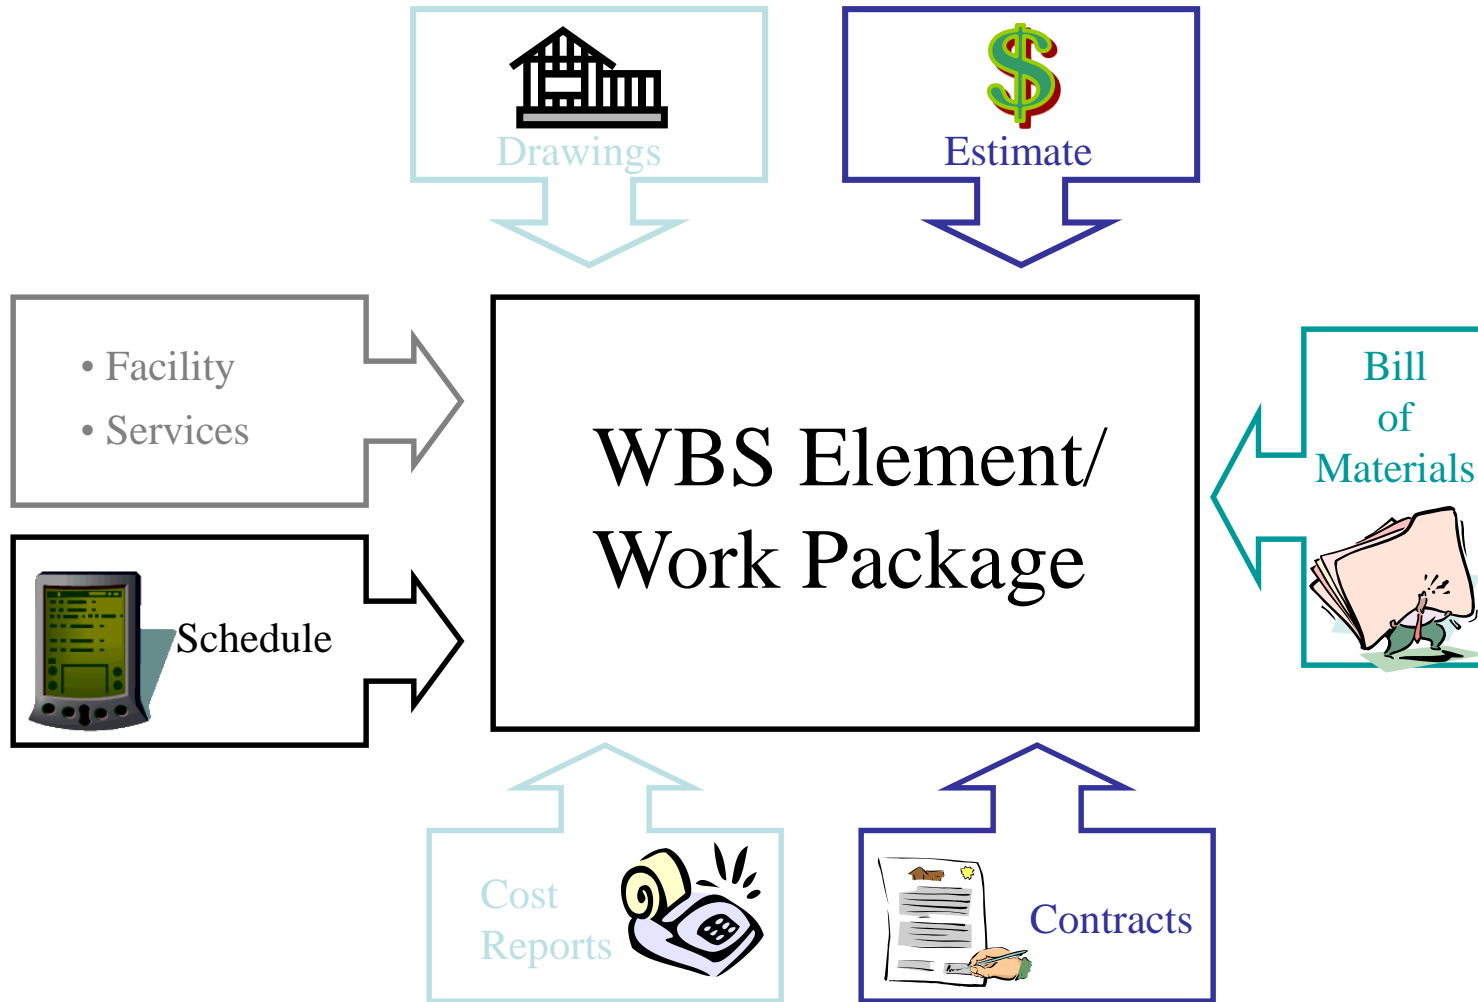 Drawings
Estimate
• Facility
• Services
Schedule
WBS Element/
Work Package
Bill
of
Materials
Cost
Reports
Contracts